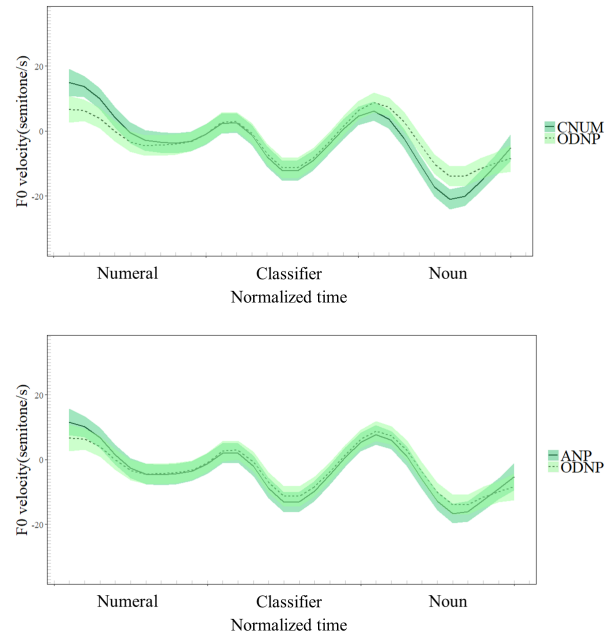 F0 velocity(semitone/s)
20
0
-20
CNUM
ODNP
Numeral Classifier Noun
Normalized time
F0 velocity(semitone/s)
20
0
-20
ANP
ODNP
Numeral Classifier Noun
Normalized time